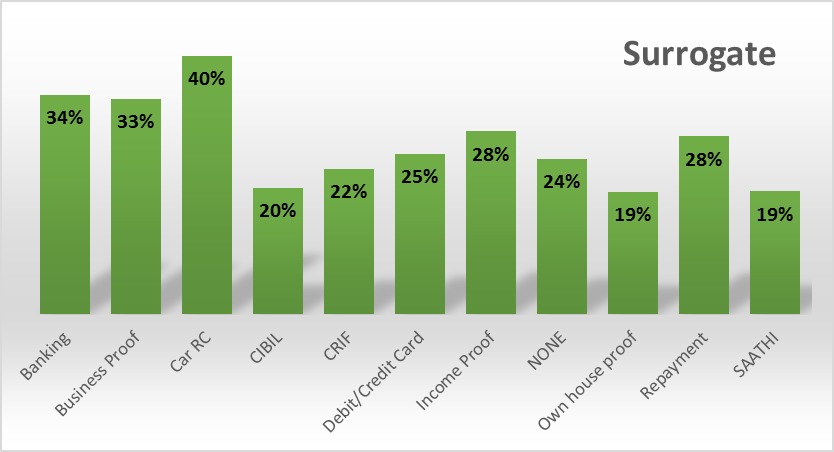 Surrogate
34%
33%
40%
20%
22%
25%
28%
24%
19%
28%
19%
Banking
Business Proof
Car RC
CIBIL
CRIF
Debit/Credit Card
Income Proof
NONE
Own house proof
Repayment
SAATHI